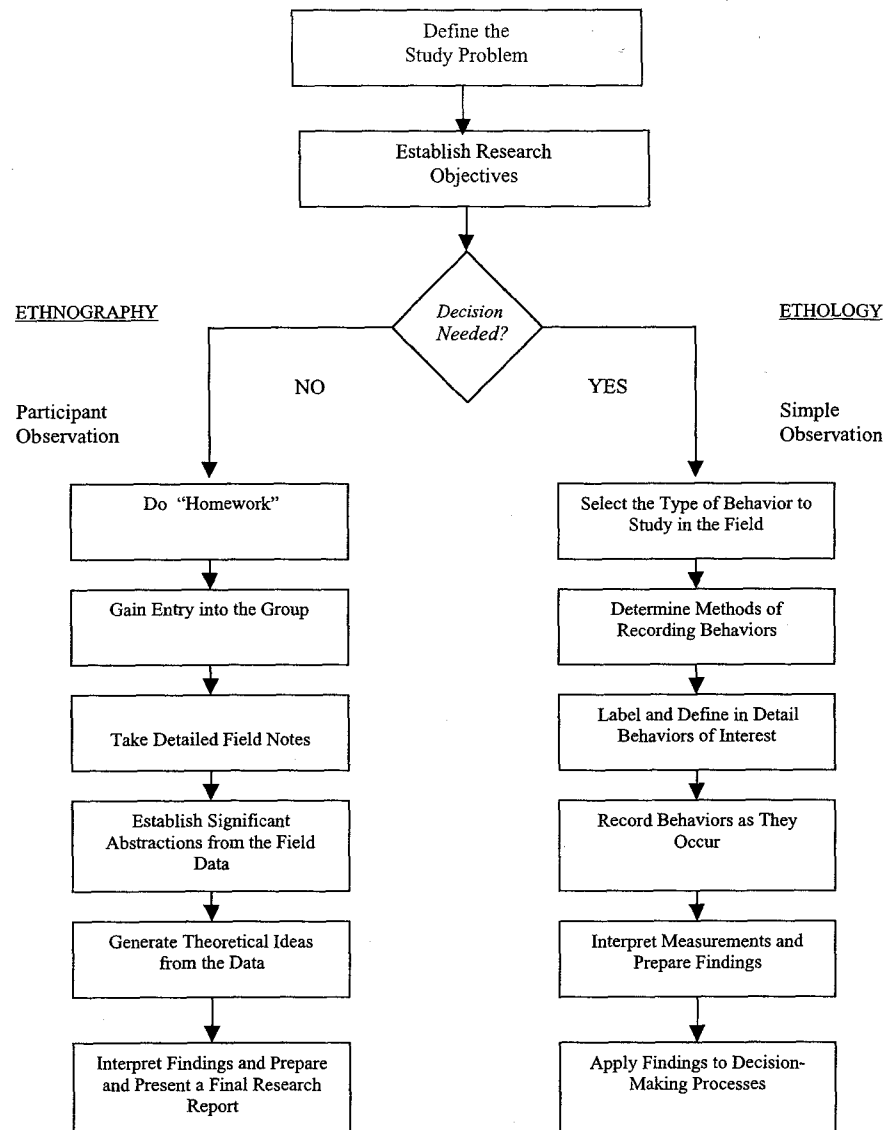 Define the
Study Problem
Establish Research
Objectives
Decision
Needed?
ETHNOGRAPHY
ETHOLOGY
NO
YES
Participant
Observation
Simple
Observation
Do "Homework"
Gain Entry into the Group
Take Detailed Field Notes
Establish Significant
Abstractions from the Field
Data
Generate Theoretical Ideas
from the Data
Interpret Findings and Prepare
and Present a Final Research
Report
Select the Type of Behavior to
Study in the Field
Determine Methods of
Recording Behaviors
Label and Define in Detail
Behaviors of Interest
Record Behaviors as They
Occur
Interpret Measurements and
Prepare Findings
Apply Findings to Decision-
Making Processes